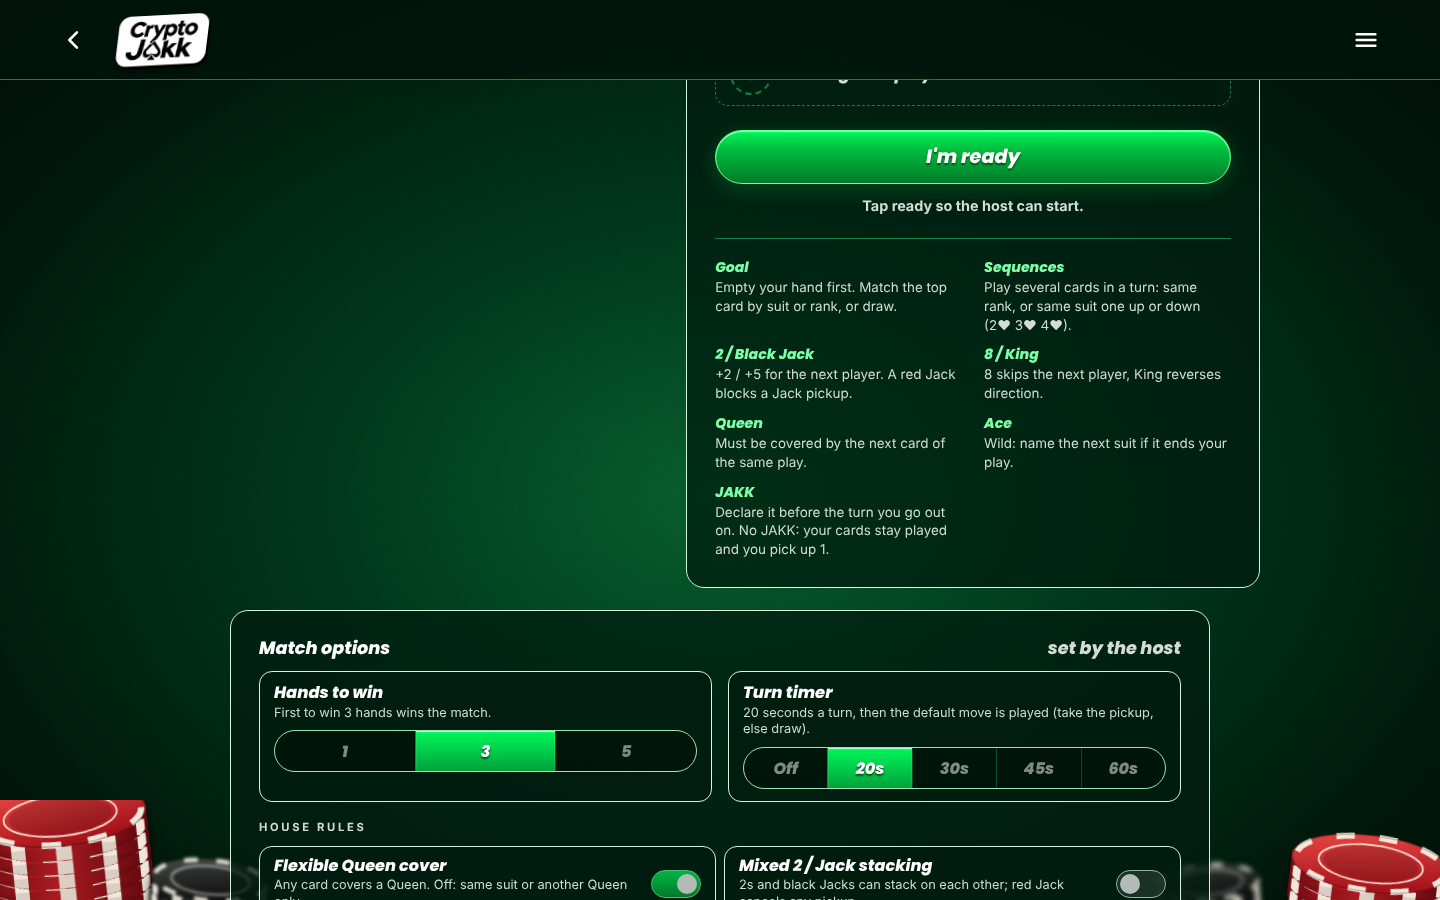 Crypto
Jakk
I'm ready
Tap ready so the host can start.
Goal
Empty your hand first. Match the top
card by suit or rank, or draw.
Sequences
Play several cards in a turn: same
rank, or same suit one up or down
(2♥ 3♥ 4♥).
2 / Black Jack
+2 / +5 for the next player. A red Jack
blocks a Jack pickup.
8 / King
8 skips the next player, King reverses
direction.
Queen
Must be covered by the next card of
the same play.
Ace
Wild: name the next suit if it ends your
play.
JAKK
Declare it before the turn you go out
on. No JAKK: your cards stay played
and you pick up 1.
Match options
set by the host
Hands to win
First to win 3 hands wins the match.
1 3 5
Turn timer
20 seconds a turn, then the default move is played (take the pickup,
else draw).
Off 20s 30s 45s 60s
HOUSE RULES
Flexible Queen cover
Any card covers a Queen. Off: same suit or another Queen
Mixed 2 / Jack stacking
2s and black Jacks can stack on each other; red Jack